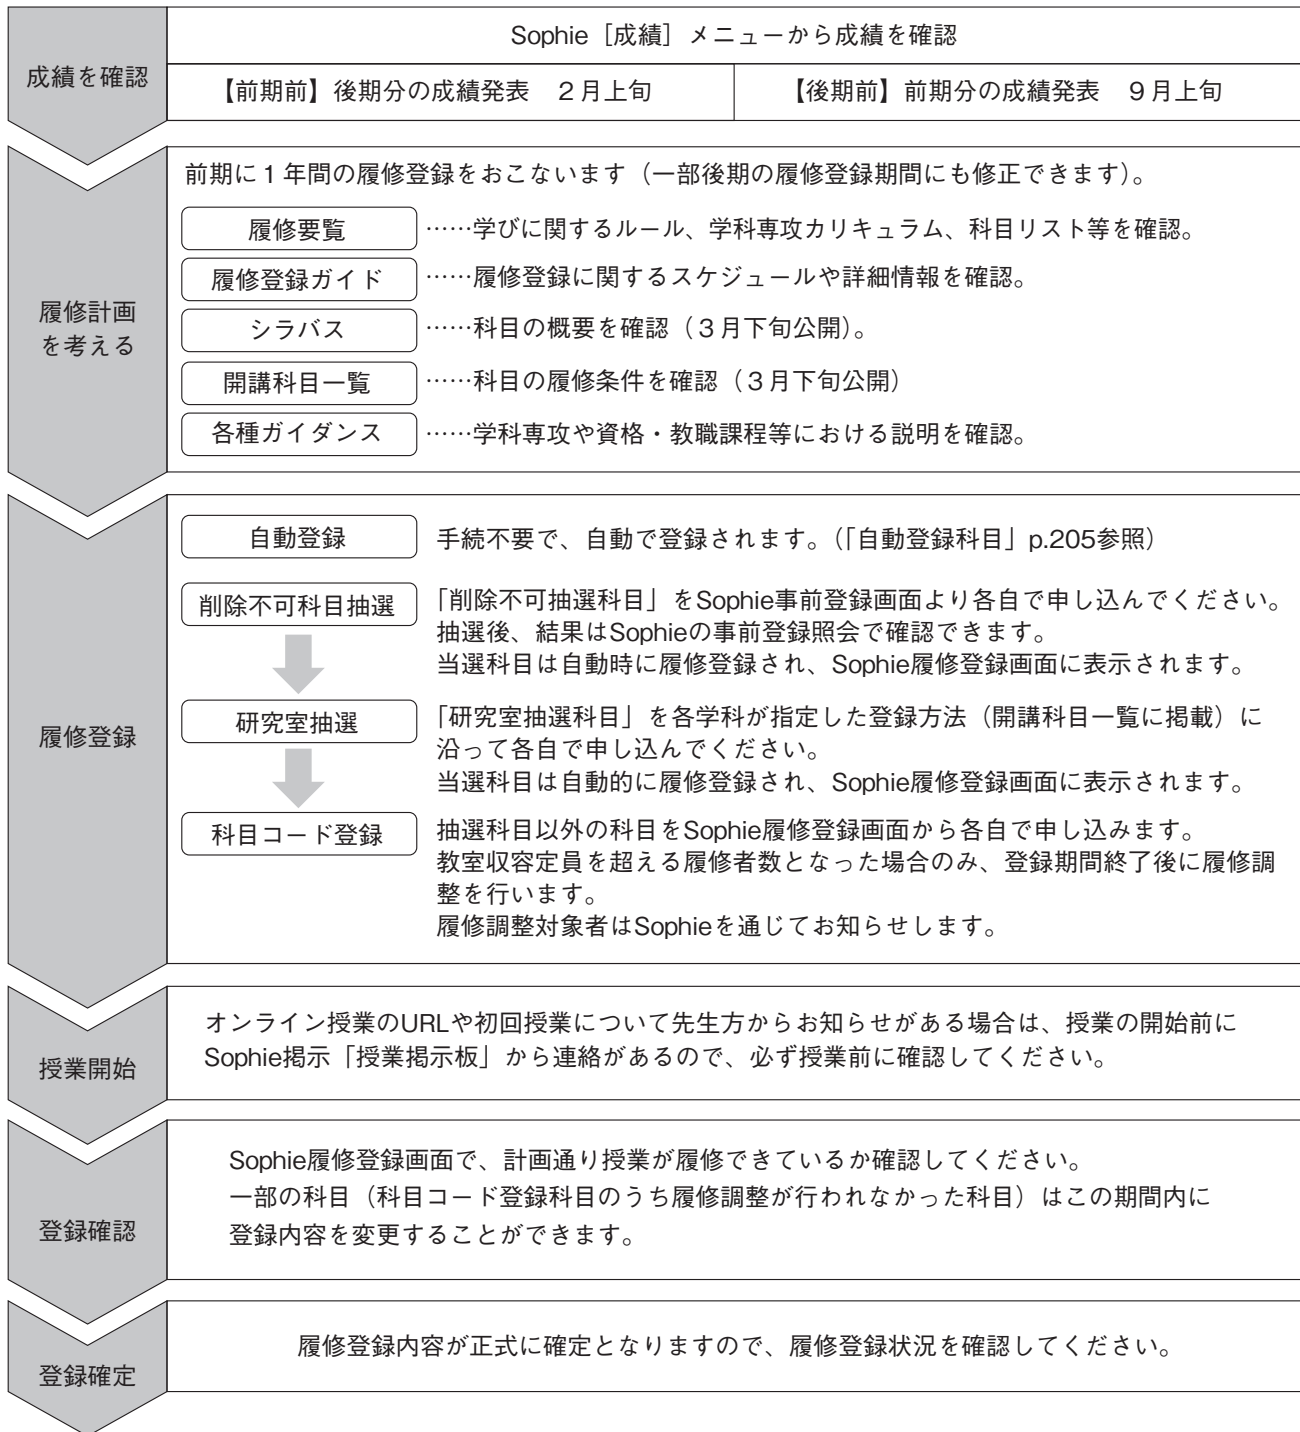 成績を確認
Sophie［成績］メニューから成績を確認
【前期前】後期分の成績発表　２月上旬
【後期前】前期分の成績発表　９月上旬
履修計画
を考える
前期に１年間の履修登録をおこないます（一部後期の履修登録期間にも修正できます）。
履修要覧　……学びに関するルール、学科専攻カリキュラム、科目リスト等を確認。
履修登録ガイド　……履修登録に関するスケジュールや詳細情報を確認。
シラバス　……科目の概要を確認（３月下旬公開）。
開講科目一覧　……科目の履修条件を確認（３月下旬公開）
各種ガイダンス　……学科専攻や資格・教職課程等における説明を確認。
履修登録
自動登録　手続不要で、自動で登録されます。（「自動登録科目」p.205参照）
削除不可科目抽選　「削除不可抽選科目」をSophie事前登録画面より各自で申し込んでください。
抽選後、結果はSophieの事前登録照会で確認できます。
当選科目は自動時に履修登録され、Sophie履修登録画面に表示されます。
研究室抽選　「研究室抽選科目」を各学科が指定した登録方法（開講科目一覧に掲載）に
沿って各自で申し込んでください。
当選科目は自動的に履修登録され、Sophie履修登録画面に表示されます。
科目コード登録　抽選科目以外の科目をSophie履修登録画面から各自で申し込みます。
教室収容定員を超える履修者数となった場合のみ、登録期間終了後に履修調
整を行います。
履修調整対象者はSophieを通じてお知らせします。
授業開始
オンライン授業のURLや初回授業について先生方からお知らせがある場合は、授業の開始前に
Sophie掲示「授業掲示板」から連絡があるので、必ず授業前に確認してください。
登録確認
Sophie履修登録画面で、計画通り授業が履修できているか確認してください。
一部の科目（科目コード登録科目のうち履修調整が行われなかった科目）はこの期間内に
登録内容を変更することができます。
登録確定
履修登録内容が正式に確定となりますので、履修登録状況を確認してください。